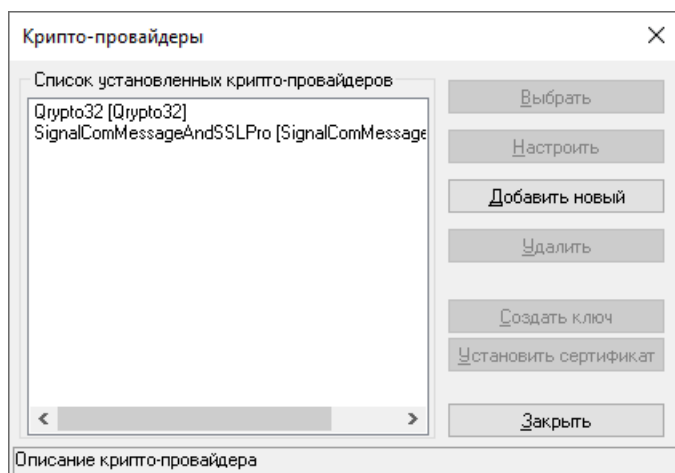 Крипто-провайдеры
Список установленных крипто-провайдеров
Qrypto32 [Qrypto32]
SignalComMessageAndSSLPro [SignalComMessage
Выбрать
Настроить
Добавить новый
Удалить
Создать ключ
Установить сертификат
Закрыть
Описание крипто-провайдера